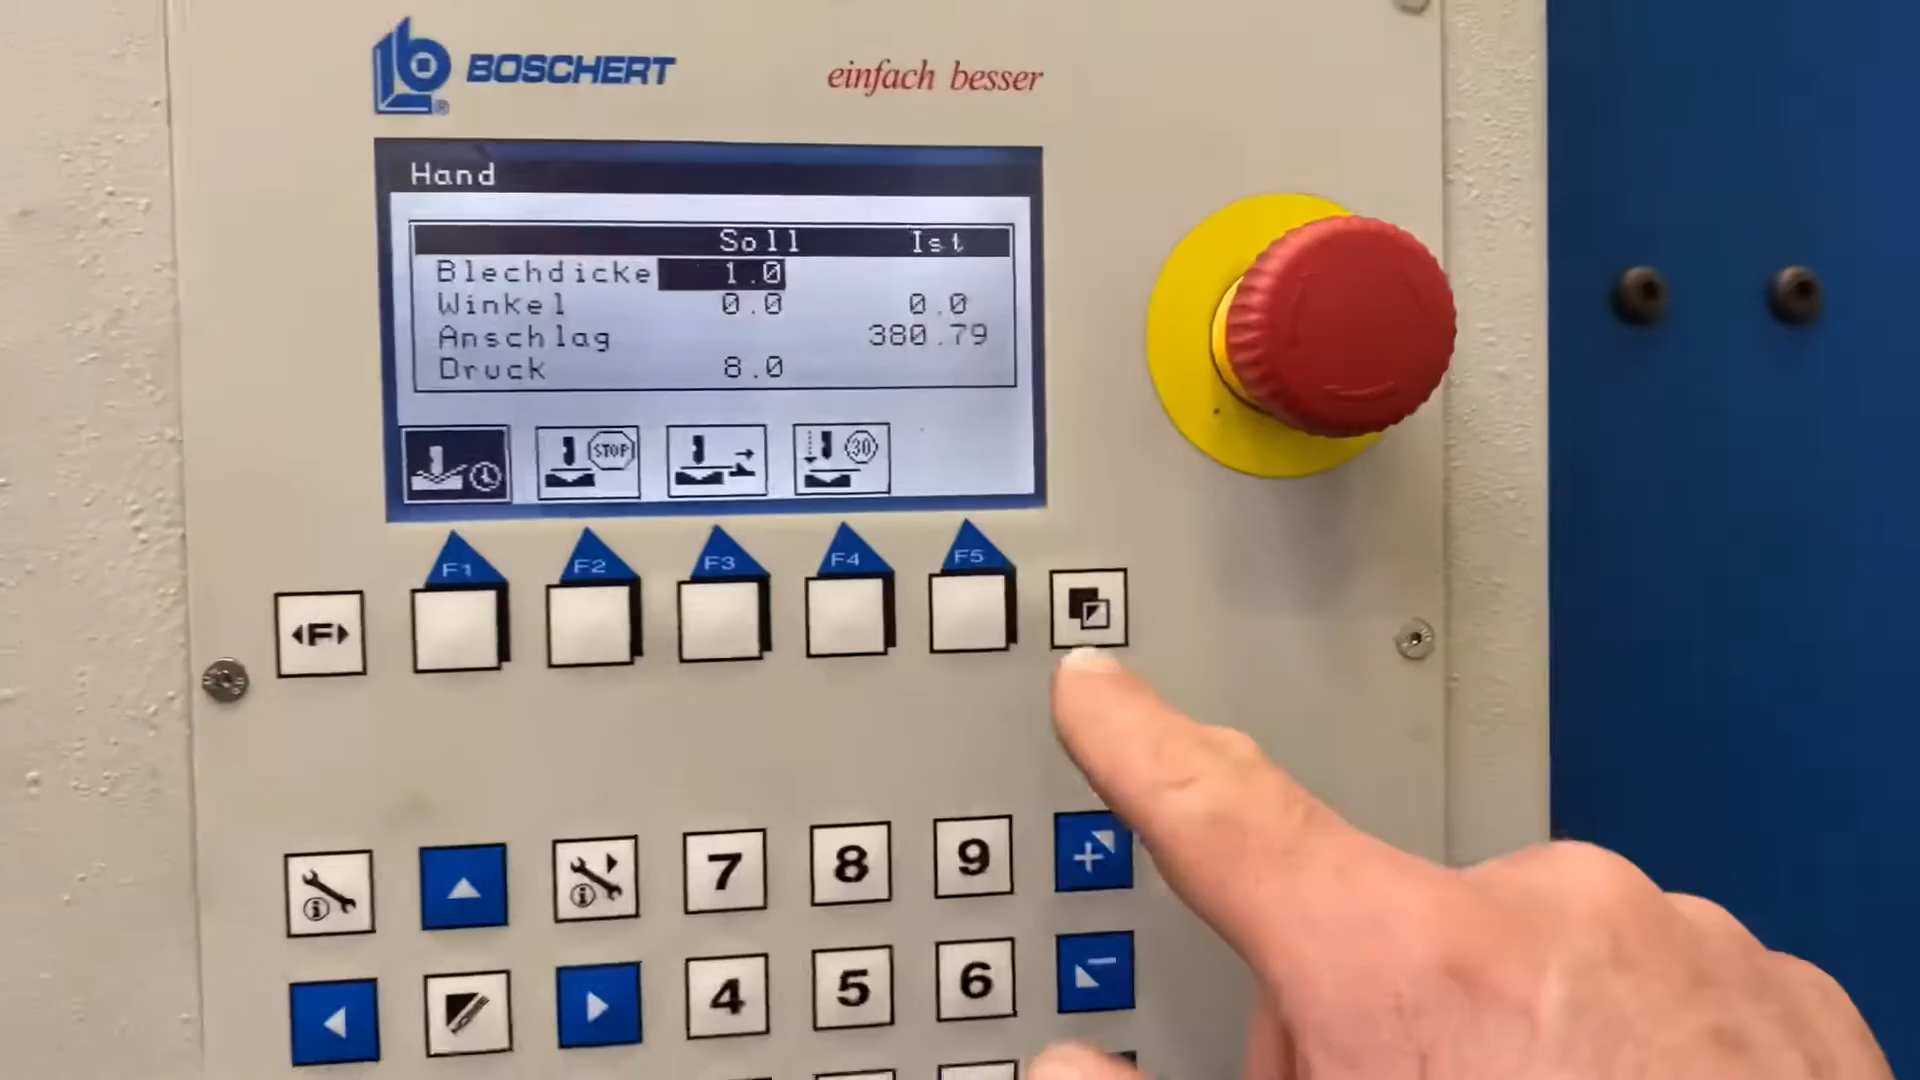 BOSCHERT
einfach besser
Hand
Soll Ist
Blechdicke 1.0
Winkel 0.0 0.0
Anschlag 380.79
Druck 8.0
STOP
30
F1 F2 F3 F4 F5
F
7 8 9 +
4 5 6 -